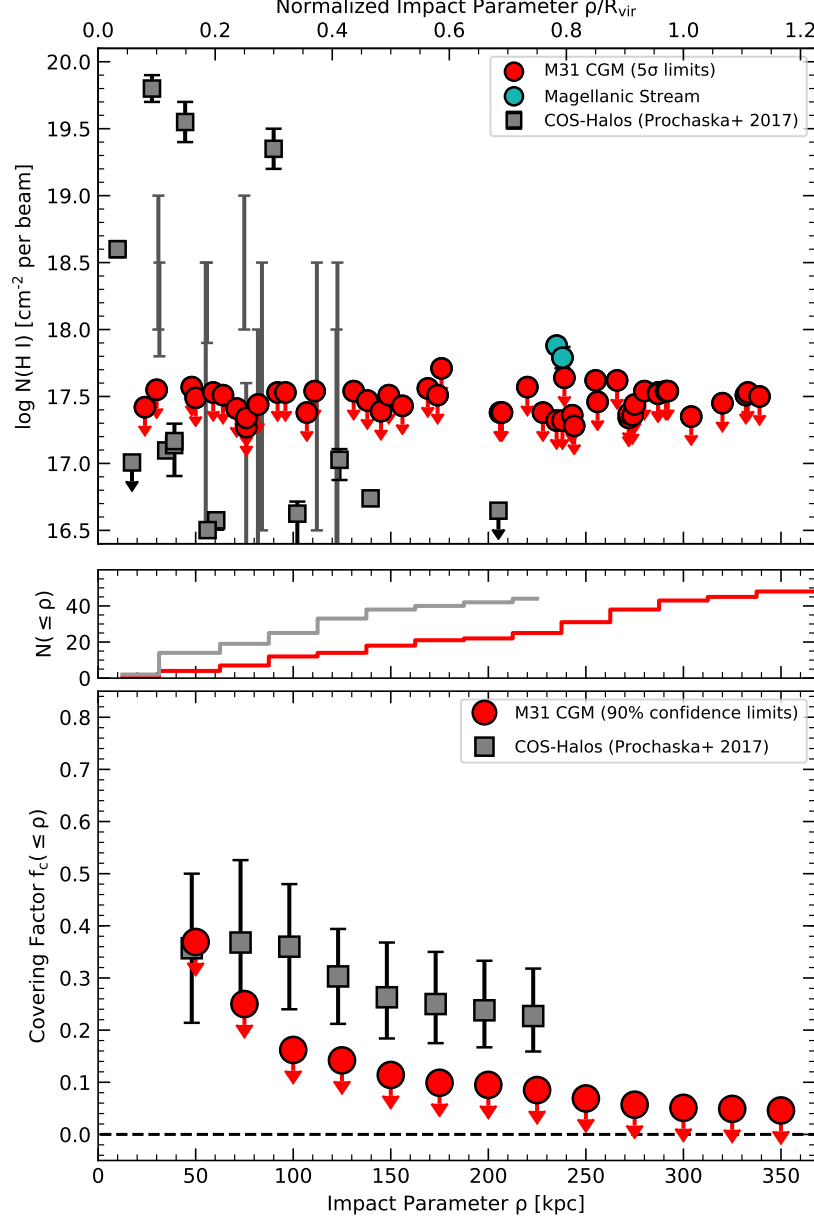 Normalized Impact Parameter ρ/Rvir
0.0 0.2 0.4 0.6 0.8 1.0 1.2
log N(H I) [cm⁻² per beam]
20.0
19.5
19.0
18.5
18.0
17.5
17.0
16.5
M31 CGM (5σ limits)
Magellanic Stream
COS-Halos (Prochaska+ 2017)
N(≤ρ)
40
20
0
Covering Factor fc(≤ρ)
0.8
0.7
0.6
0.5
0.4
0.3
0.2
0.1
0.0
M31 CGM (90% confidence limits)
COS-Halos (Prochaska+ 2017)
0 50 100 150 200 250 300 350
Impact Parameter ρ [kpc]